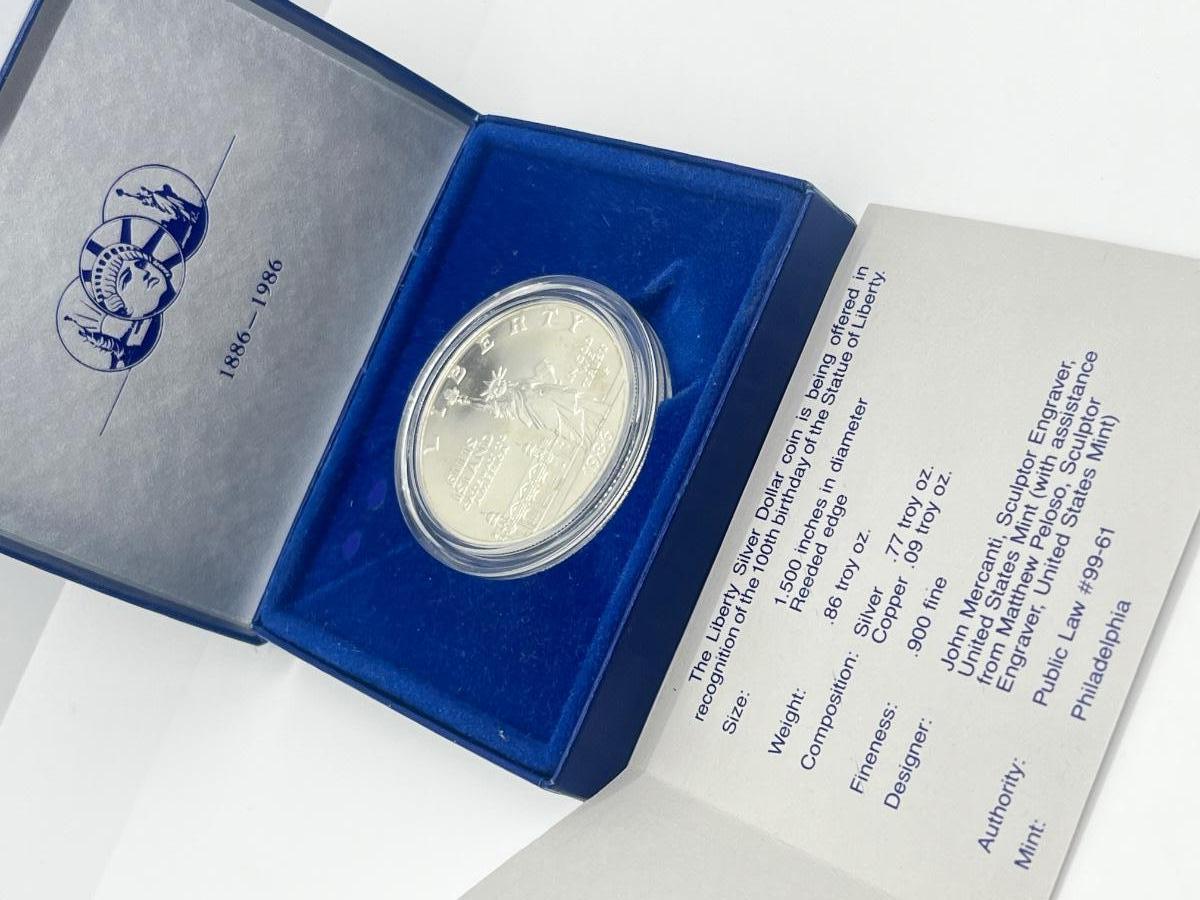 1886–1986
LIBERTY
1986
The Liberty Silver Dollar coin is being offered in
recognition of the 100th birthday of the Statue of Liberty.
Size: 1.500 inches in diameter
Reeded edge
Weight: .86 troy oz.
Composition: Silver .77 troy oz.
Copper .09 troy oz.
Fineness: .900 fine
Designer: John Mercanti, Sculptor Engraver,
United States Mint (with assistance
from Matthew Peloso, Sculptor
Engraver, United States Mint)
Authority: Public Law #99-61
Mint: Philadelphia